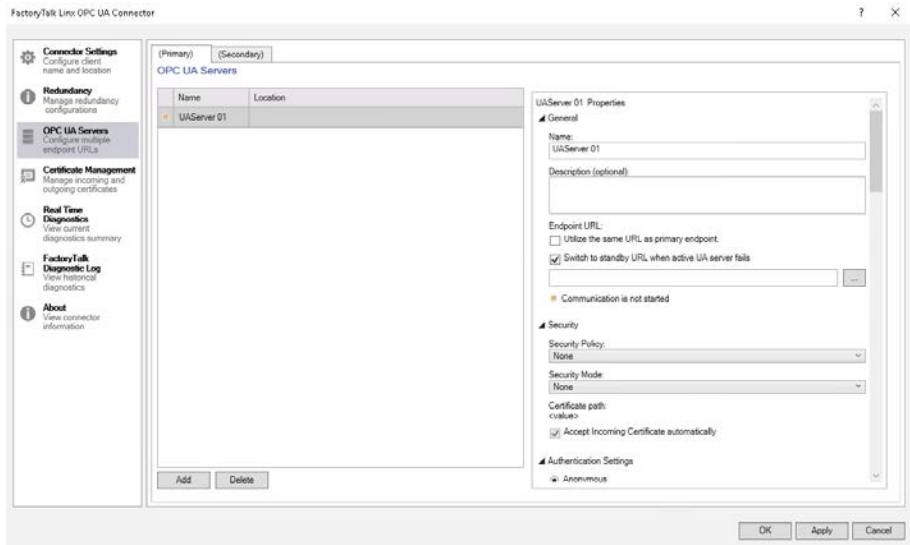 FactoryTalk Linx OPC UA Connector
?
Connector Settings
Configure client
name and location
Redundancy
Manage redundancy
configurations
OPC UA Servers
Configure multiple
endpoint URLs
Certificate Management
Manage incoming and
outgoing certificates
Real Time
Diagnostics
View current
diagnostics summary
FactoryTalk
Diagnostic Log
View historical
diagnostics
About
View connector
information
(Primary) (Secondary)
OPC UA Servers
Name Location
UAServer 01
Add Delete
UAServer 01 Properties
General
Name:
UAServer 01
Description (optional)
Endpoint URL:
Utilize the same URL as primary endpoint.
Switch to standby URL when active UA server fails
...
Communication is not started
Security
Security Policy:
None
Security Mode:
None
Certificate path:
<value>
Accept Incoming Certificate automatically
Authentication Settings
Anonymous
OK Apply Cancel